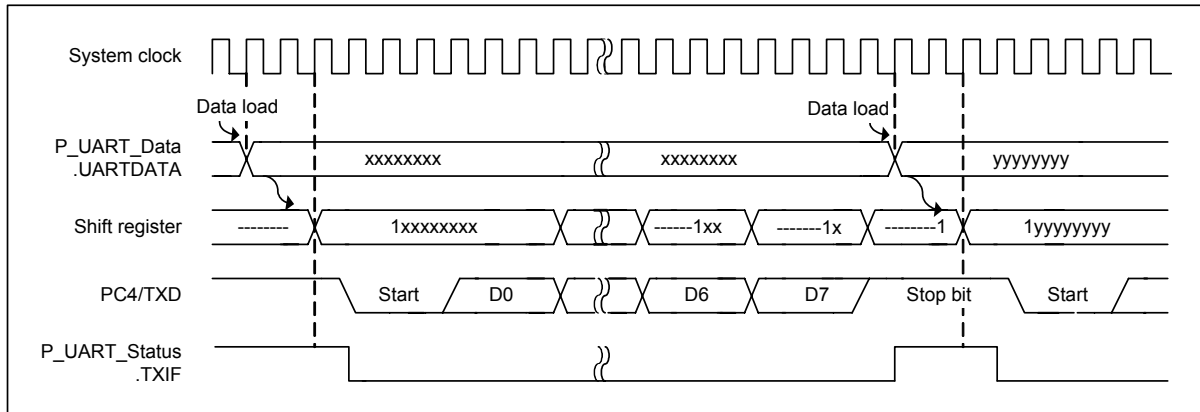 System clock
Data load
Data load
P_UART_Data
.UARTDATA
xxxxxxxx
xxxxxxxx
yyyyyyyy
Shift register
--------
1xxxxxxxx
------1xx
-------1x
--------1
1yyyyyyyy
PC4/TXD
Start
D0
D6
D7
Stop bit
Start
P_UART_Status
.TXIF